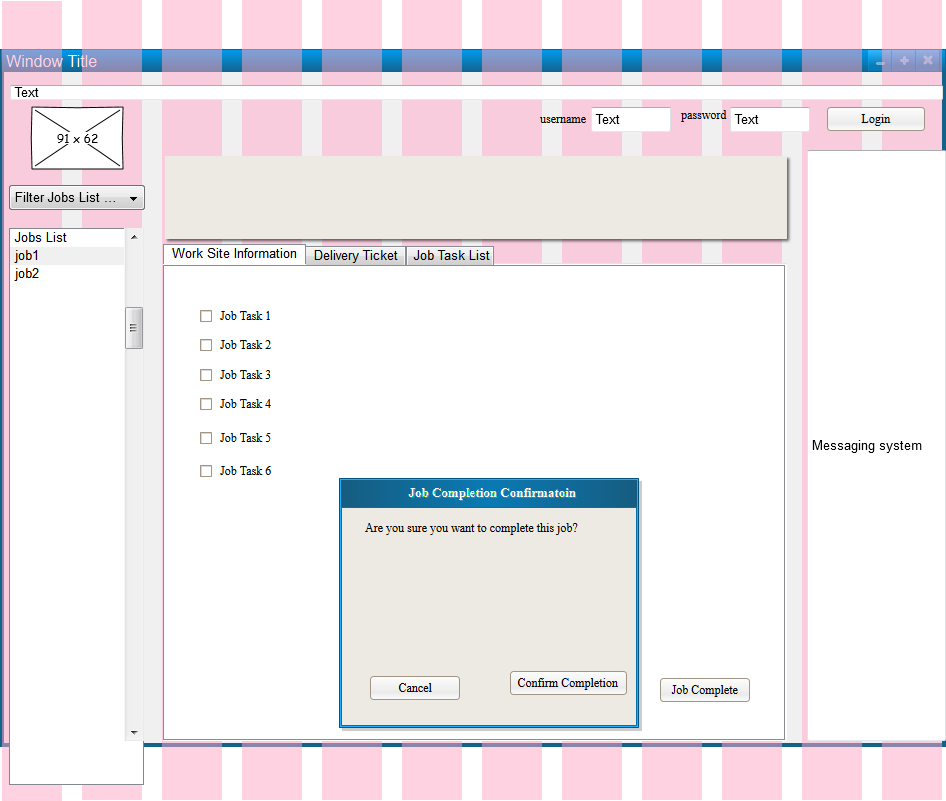 Window Title
Text
91 x 62
username Text password Text Login
Filter Jobs List ...
Jobs List
job1
job2
Work Site Information Delivery Ticket Job Task List
Job Task 1
Job Task 2
Job Task 3
Job Task 4
Job Task 5
Job Task 6
Messaging system
Job Completion Confirmatoin
Are you sure you want to complete this job?
Cancel Confirm Completion
Job Complete